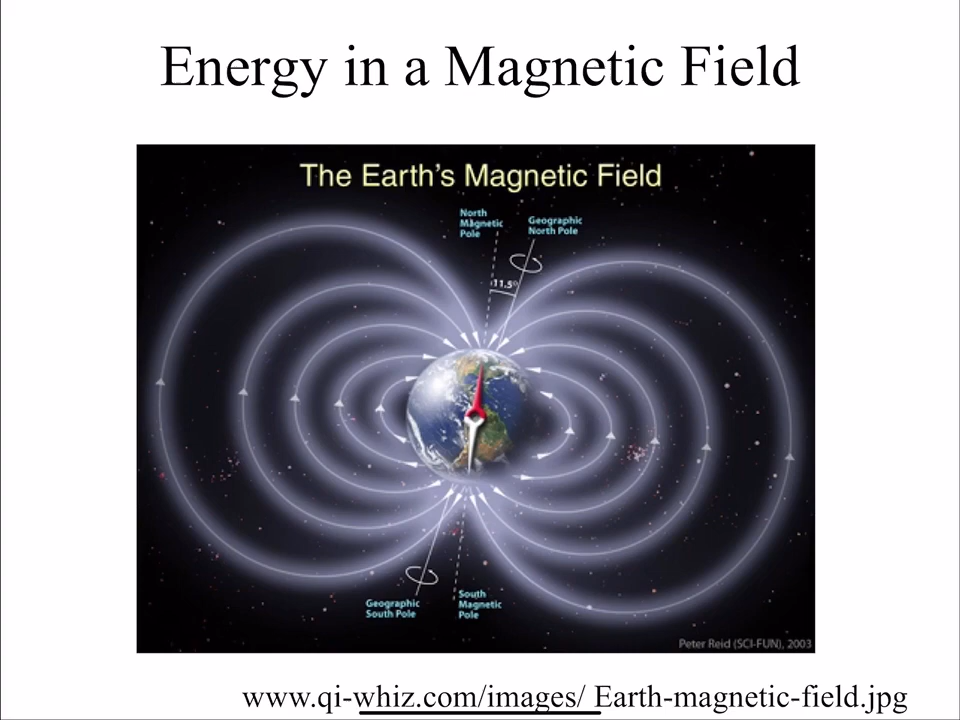 Energy in a Magnetic Field
The Earth's Magnetic Field
North
Magnetic
Pole
Geographic
North Pole
11.5°
Geographic
South Pole
South
Magnetic
Pole
Peter Reid (SCI-FUN), 2003
www.qi-whiz.com/images/ Earth-magnetic-field.jpg